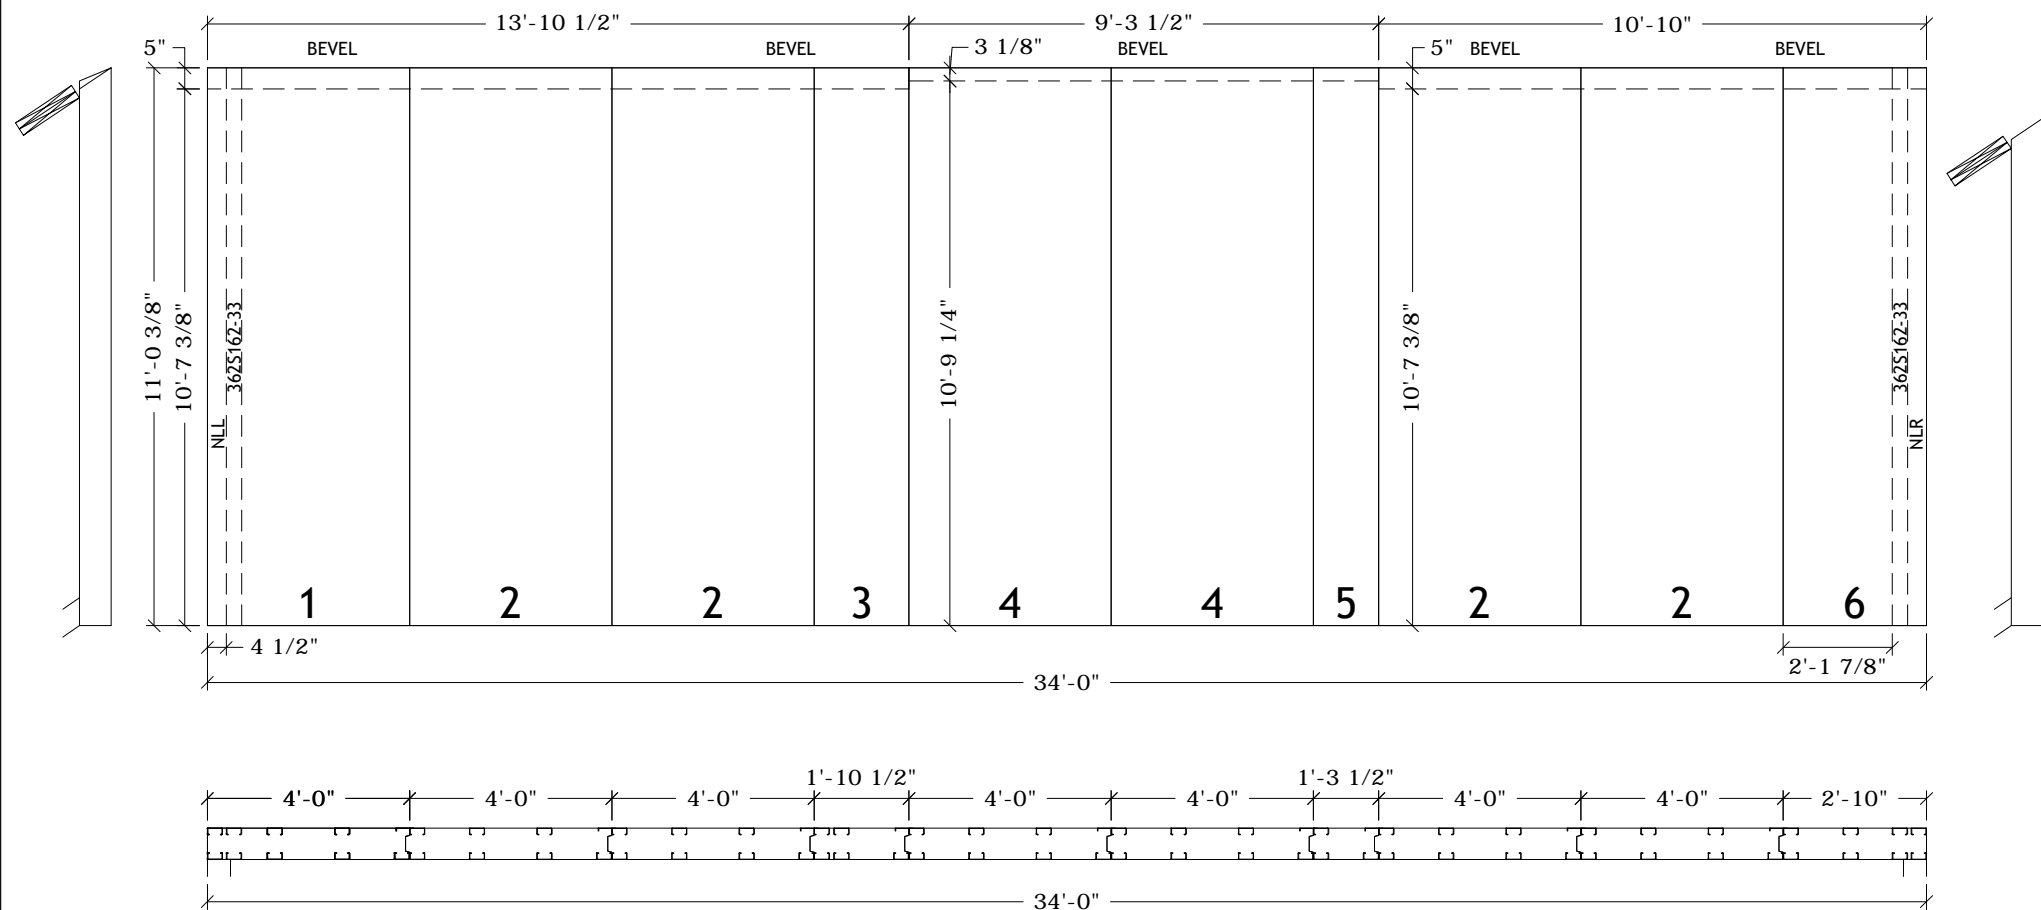 13'-10 1/2" 9'-3 1/2" 10'-10"
5" BEVEL BEVEL 3 1/8" BEVEL 5" BEVEL BEVEL
11'-0 3/8"
10'-7 3/8"
NLL
362S162-33
10'-9 1/4"
10'-7 3/8"
362S162-33
NLR
1 2 2 3 4 4 5 2 2 6
4 1/2" 2'-1 7/8"
34'-0"
1'-10 1/2" 1'-3 1/2"
4'-0" 4'-0" 4'-0" 4'-0" 4'-0" 4'-0" 4'-0" 2'-10"
34'-0"